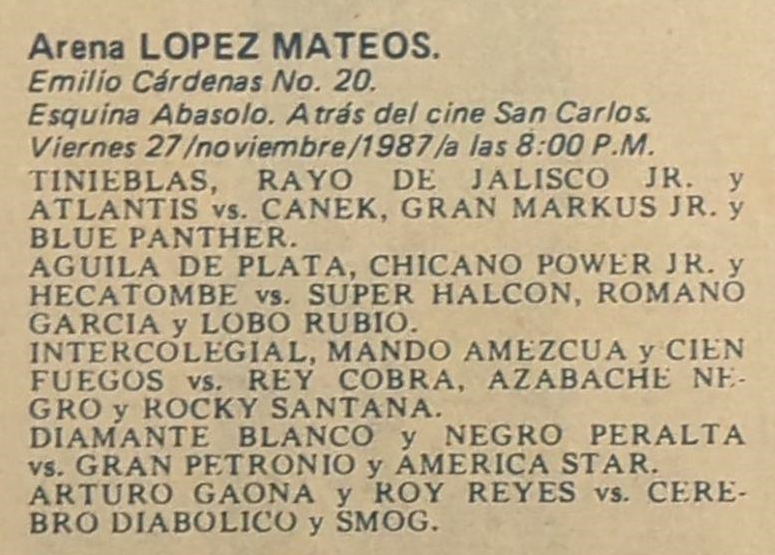 Arena LOPEZ MATEOS.
Emilio Cárdenas No. 20.
Esquina Abasolo. Atrás del cine San Carlos.
Viernes 27/noviembre/1987/a las 8:00 P.M.
TINIEBLAS, RAYO DE JALISCO JR. y
ATLANTIS vs. CANEK, GRAN MARKUS JR. y
BLUE PANTHER.
AGUILA DE PLATA, CHICANO POWER JR. y
HECATOMBE vs. SUPER HALCON, ROMANO
GARCIA y LOBO RUBIO.
INTERCOLEGIAL, MANDO AMEZCUA y CIEN
FUEGOS vs. REY COBRA, AZABACHE NE-
GRO y ROCKY SANTANA.
DIAMANTE BLANCO y NEGRO PERALTA
vs. GRAN PETRONIO y AMERICA STAR.
ARTURO GAONA y ROY REYES vs. CERE-
BRO DIABOLICO y SMOG.